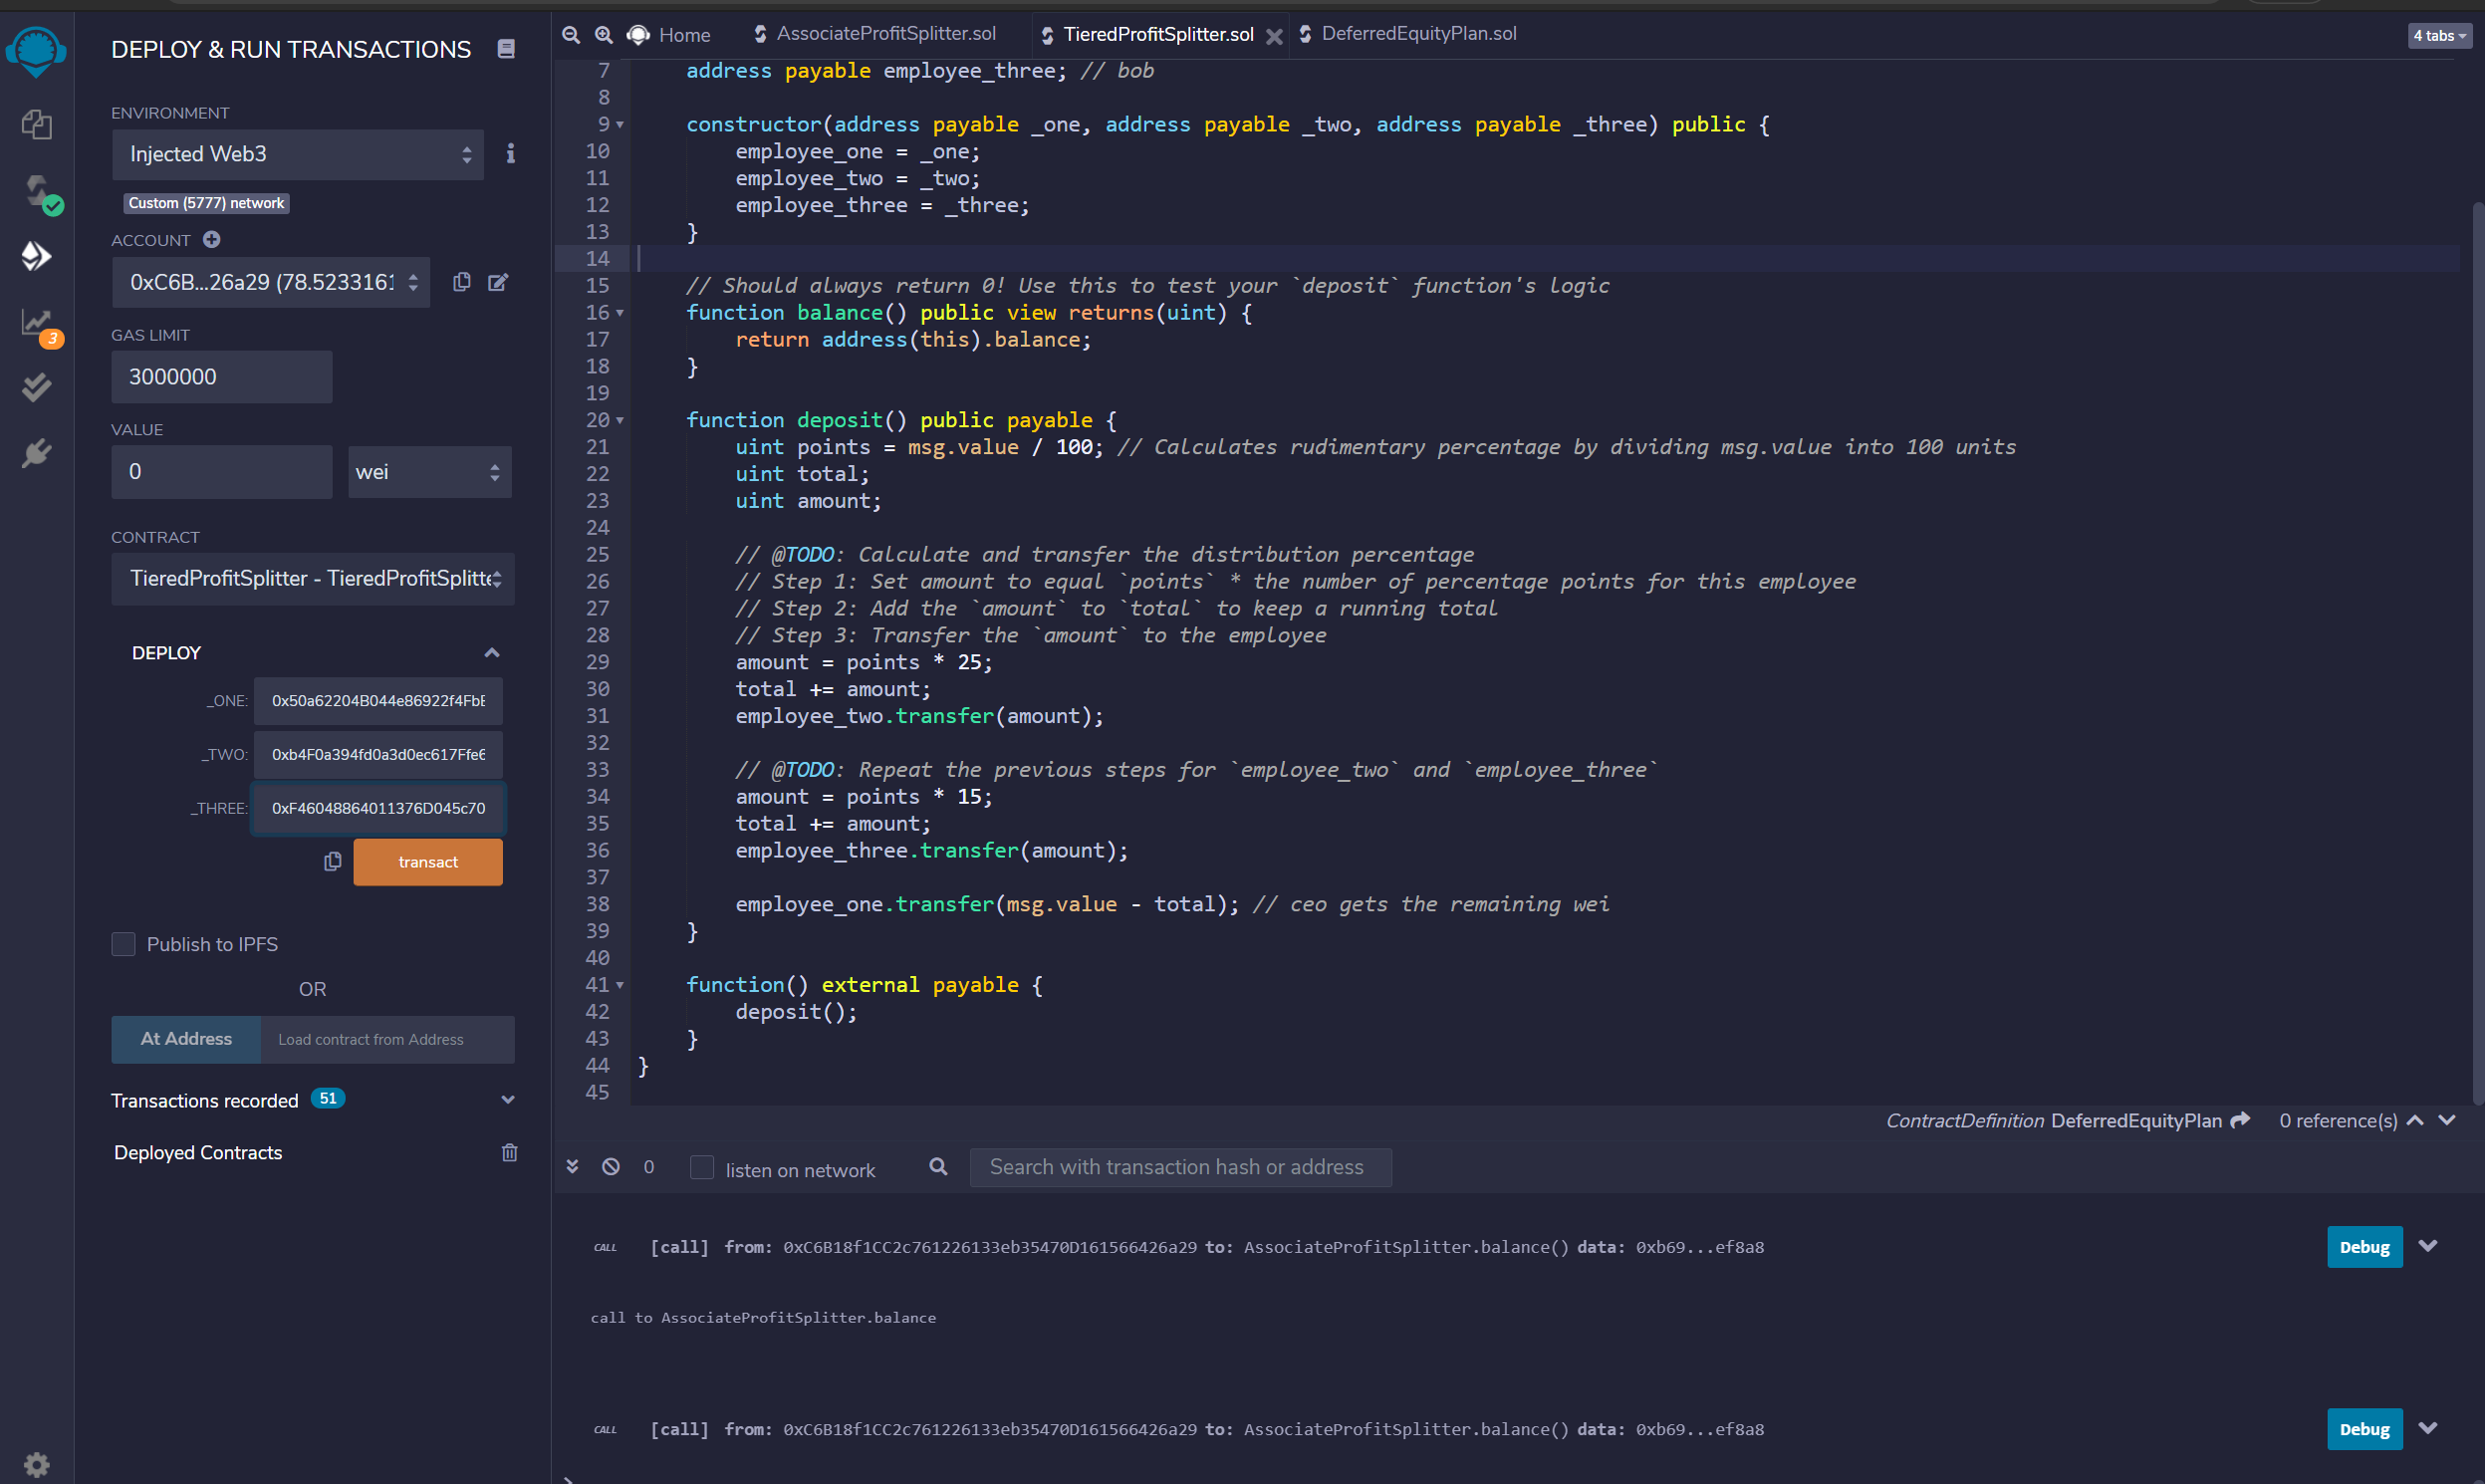 DEPLOY & RUN TRANSACTIONS
ENVIRONMENT
Injected Web3
Custom (5777) network
ACCOUNT
0xC6B...26a29 (78.5233161
GAS LIMIT
3000000
VALUE
0
wei
CONTRACT
TieredProfitSplitter - TieredProfitSplitte
DEPLOY
_ONE:
0x50a62204B044e86922f4FbE
_TWO:
0xb4F0a394fd0a3d0ec617Ffe6
_THREE:
0xF46048864011376D045c70
transact
Publish to IPFS
OR
At Address
Load contract from Address
Transactions recorded 51
Deployed Contracts
3
Home
AssociateProfitSplitter.sol
TieredProfitSplitter.sol
DeferredEquityPlan.sol
4 tabs
7 address payable employee_three; // bob
8
9 constructor(address payable _one, address payable _two, address payable _three) public {
10 employee_one = _one;
11 employee_two = _two;
12 employee_three = _three;
13 }
14
15 // Should always return 0! Use this to test your `deposit` function's logic
16 function balance() public view returns(uint) {
17 return address(this).balance;
18 }
19
20 function deposit() public payable {
21 uint points = msg.value / 100; // Calculates rudimentary percentage by dividing msg.value into 100 units
22 uint total;
23 uint amount;
24
25 // @TODO: Calculate and transfer the distribution percentage
26 // Step 1: Set amount to equal `points` * the number of percentage points for this employee
27 // Step 2: Add the `amount` to `total` to keep a running total
28 // Step 3: Transfer the `amount` to the employee
29 amount = points * 25;
30 total += amount;
31 employee_two.transfer(amount);
32
33 // @TODO: Repeat the previous steps for `employee_two` and `employee_three`
34 amount = points * 15;
35 total += amount;
36 employee_three.transfer(amount);
37
38 employee_one.transfer(msg.value - total); // ceo gets the remaining wei
39 }
40
41 function() external payable {
42 deposit();
43 }
44 }
45
ContractDefinition DeferredEquityPlan 0 reference(s)
0 listen on network
Search with transaction hash or address
CALL [call] from: 0xC6B18f1CC2c761226133eb35470D161566426a29 to: AssociateProfitSplitter.balance() data: 0xb69...ef8a8
Debug
call to AssociateProfitSplitter.balance
CALL [call] from: 0xC6B18f1CC2c761226133eb35470D161566426a29 to: AssociateProfitSplitter.balance() data: 0xb69...ef8a8
Debug
>